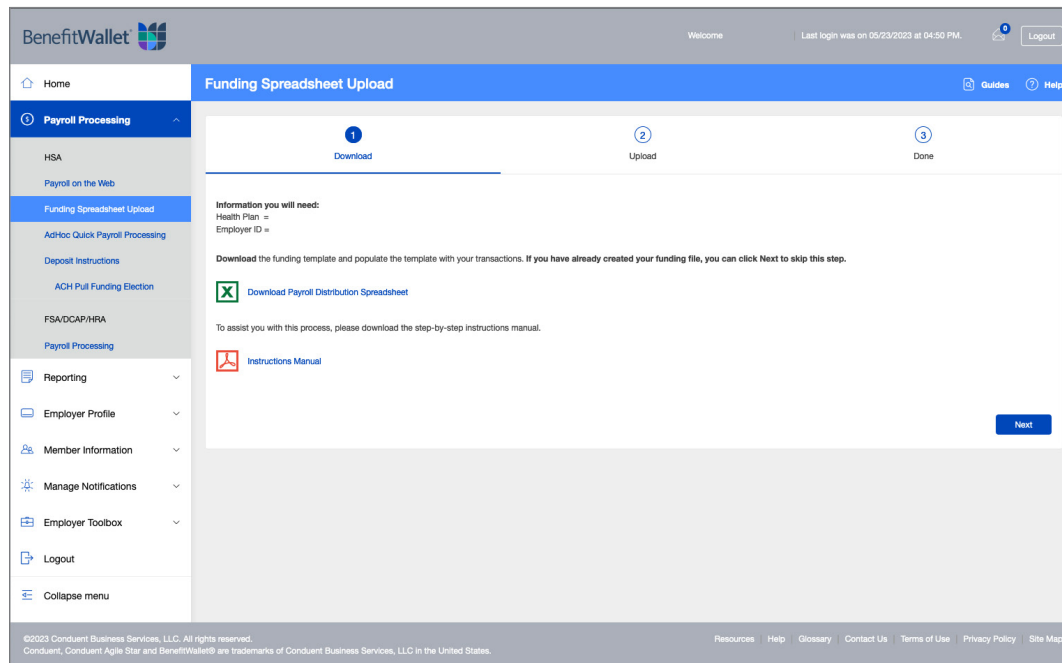 BenefitWallet
Welcome
Last login was on 05/23/2023 at 04:50 PM.
0
Logout
Home
Payroll Processing
HSA
Payroll on the Web
Funding Spreadsheet Upload
AdHoc Quick Payroll Processing
Deposit Instructions
ACH Pull Funding Election
FSA/DCAP/HRA
Payroll Processing
Reporting
Employer Profile
Member Information
Manage Notifications
Employer Toolbox
Logout
Collapse menu
Funding Spreadsheet Upload
Guides
? Help
1
Download
2
Upload
3
Done
Information you will need:
Health Plan =
Employer ID =
Download the funding template and populate the template with your transactions. If you have already created your funding file, you can click Next to skip this step.
X Download Payroll Distribution Spreadsheet
To assist you with this process, please download the step-by-step instructions manual.
Instructions Manual
Next
©2023 Conduent Business Services, LLC. All rights reserved.
Conduent, Conduent Agile Star and BenefitWallet® are trademarks of Conduent Business Services, LLC in the United States.
Resources Help Glossary Contact Us Terms of Use Privacy Policy Site Map